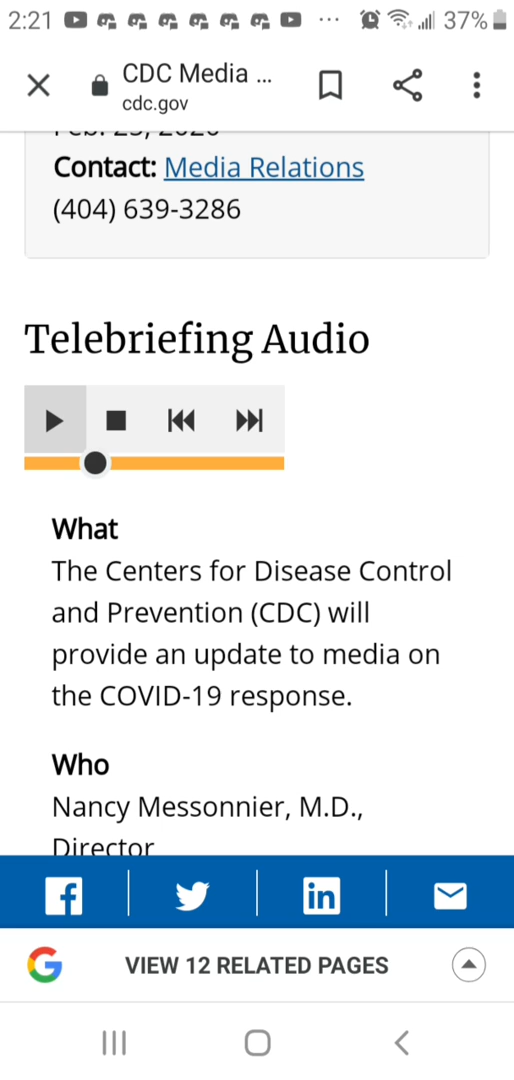 2:21
37%
CDC Media ...
cdc.gov
Contact: Media Relations
(404) 639-3286
Telebriefing Audio
What
The Centers for Disease Control
and Prevention (CDC) will
provide an update to media on
the COVID-19 response.
Who
Nancy Messonnier, M.D.,
Director
VIEW 12 RELATED PAGES